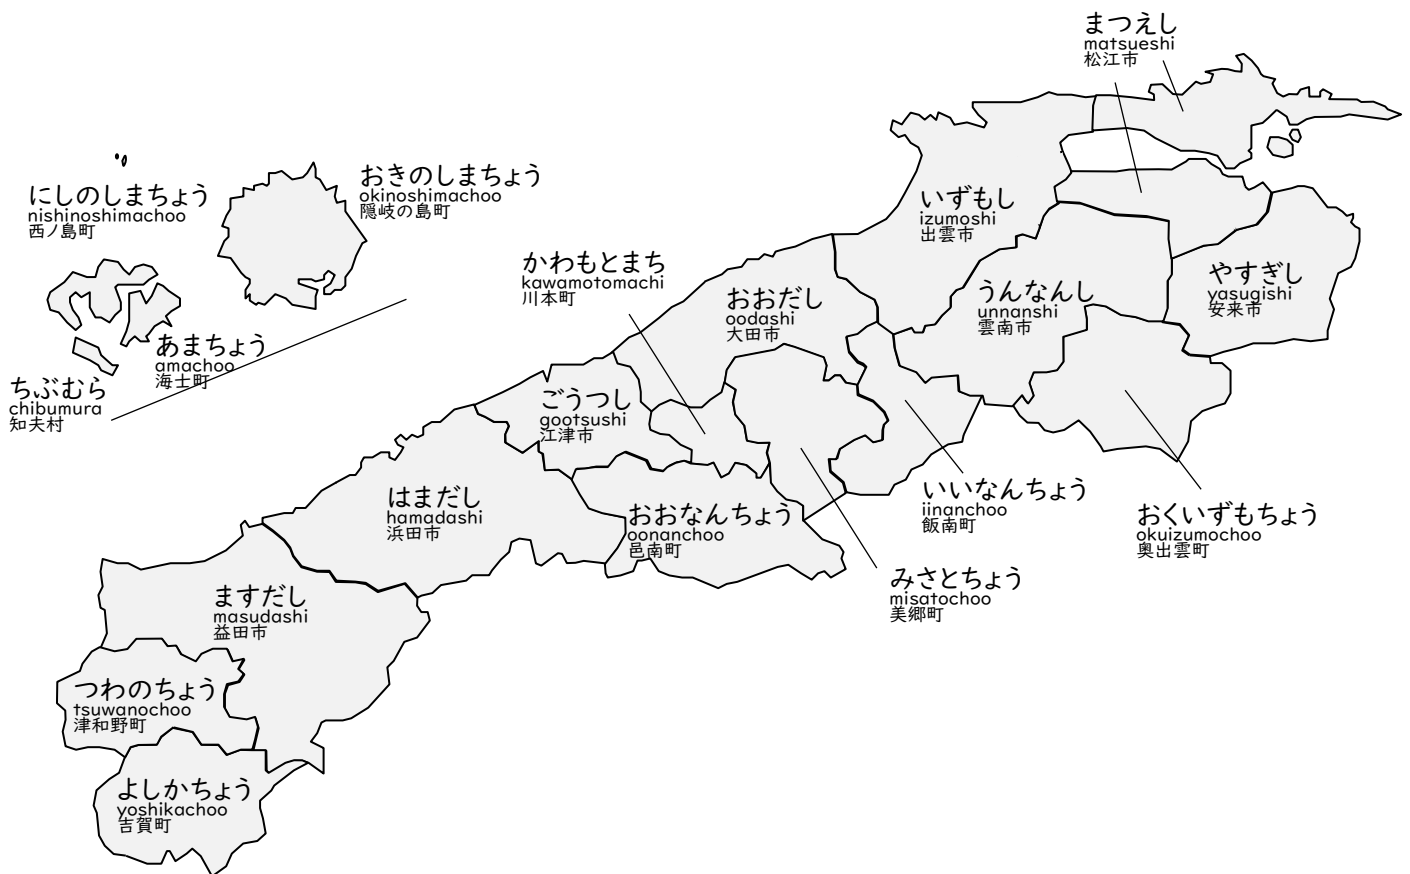 まつえし
matsueshi
松江市
にしのしまちょう
nishinoshimachoo
西ノ島町
おきのしまちょう
okinoshimachoo
隠岐の島町
いずもし
izumoshi
出雲市
かわもとまち
kawamotomachi
川本町
おおだし
oodashi
大田市
うんなんし
unnanshi
雲南市
やすぎし
yasugishi
安来市
あまちょう
amachoo
海士町
ちぶむら
chibumura
知夫村
ごうつし
gootsushi
江津市
はまだし
hamadashi
浜田市
おおなんちょう
oonanchoo
邑南町
いいなんちょう
iinanchoo
飯南町
おくいずもちょう
okuizumochoo
奥出雲町
みさとちょう
misatochoo
美郷町
ますだし
masudashi
益田市
つわのちょう
tsuwanochoo
津和野町
よしかちょう
yoshikachoo
吉賀町